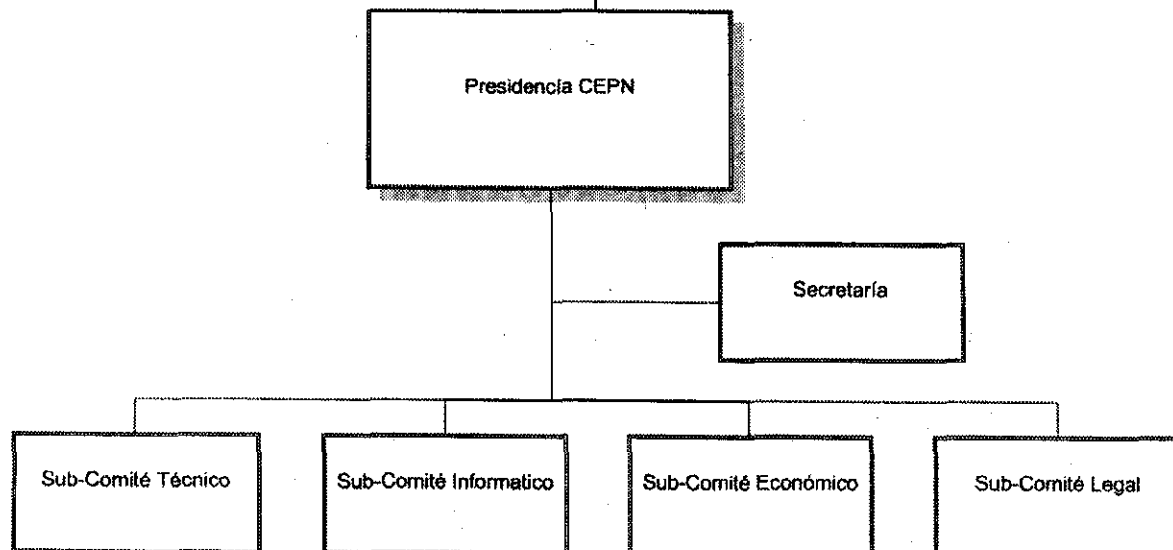 Presidencia CEPN
Secretaría
Sub-Comité Técnico
Sub-Comité Informatico
Sub-Comité Económico
Sub-Comité Legal